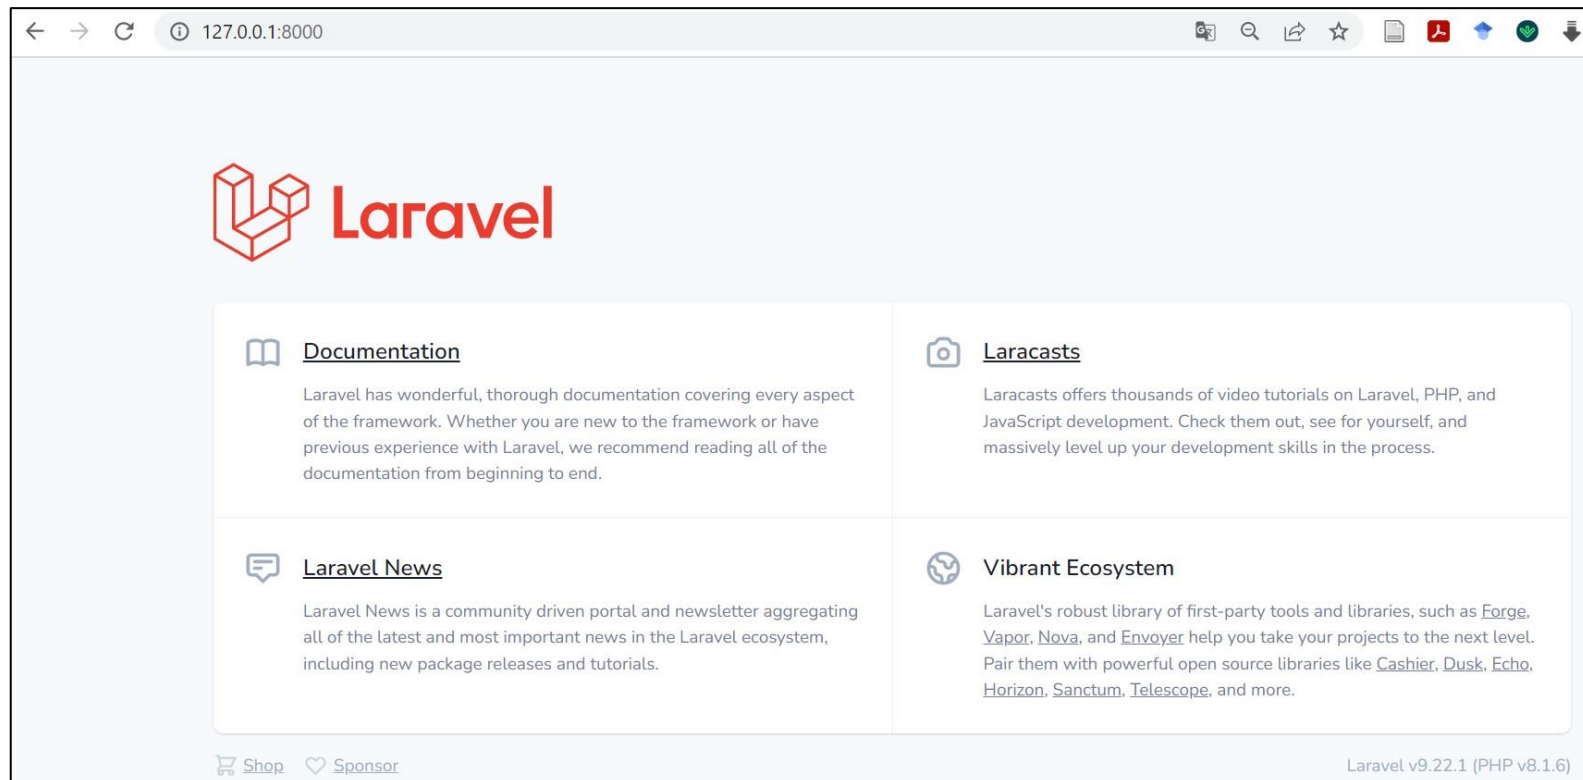 127.0.0.1:8000
Laravel
Documentation
Laravel has wonderful, thorough documentation covering every aspect
of the framework. Whether you are new to the framework or have
previous experience with Laravel, we recommend reading all of the
documentation from beginning to end.
Laracasts
Laracasts offers thousands of video tutorials on Laravel, PHP, and
JavaScript development. Check them out, see for yourself, and
massively level up your development skills in the process.
Laravel News
Laravel News is a community driven portal and newsletter aggregating
all of the latest and most important news in the Laravel ecosystem,
including new package releases and tutorials.
Vibrant Ecosystem
Laravel's robust library of first-party tools and libraries, such as Forge,
Vapor, Nova, and Envoyer help you take your projects to the next level.
Pair them with powerful open source libraries like Cashier, Dusk, Echo,
Horizon, Sanctum, Telescope, and more.
Shop
Sponsor
Laravel v9.22.1 (PHP v8.1.6)